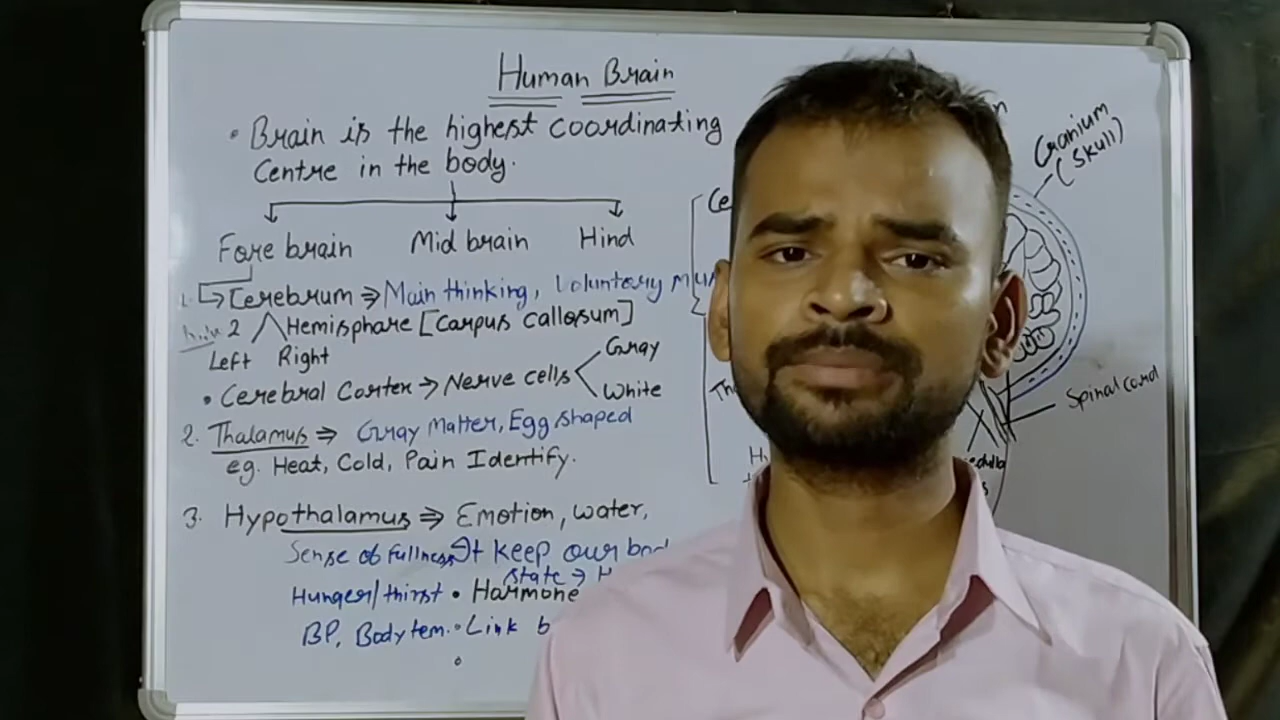 Human Brain
• Brain is the highest coordinating
Centre in the body.
Fore brain Mid brain Hind
1. Cerebrum ⇒ Main thinking, Voluntary
2 Hemisphare [Carpus callosum]
Left Right
• Cerebral Cortex → Nerve cells
Gray
White
2. Thalamus ⇒ Gray Matter, Egg shaped
eg. Heat, Cold, Pain Identify.
3. Hypothalamus ⇒ Emotion, water,
Sense of fullness It keep our
state →
Hunger/thirst • Harmone
BP, Body tem. • Link
Cranium
(Skull)
Spinal cord